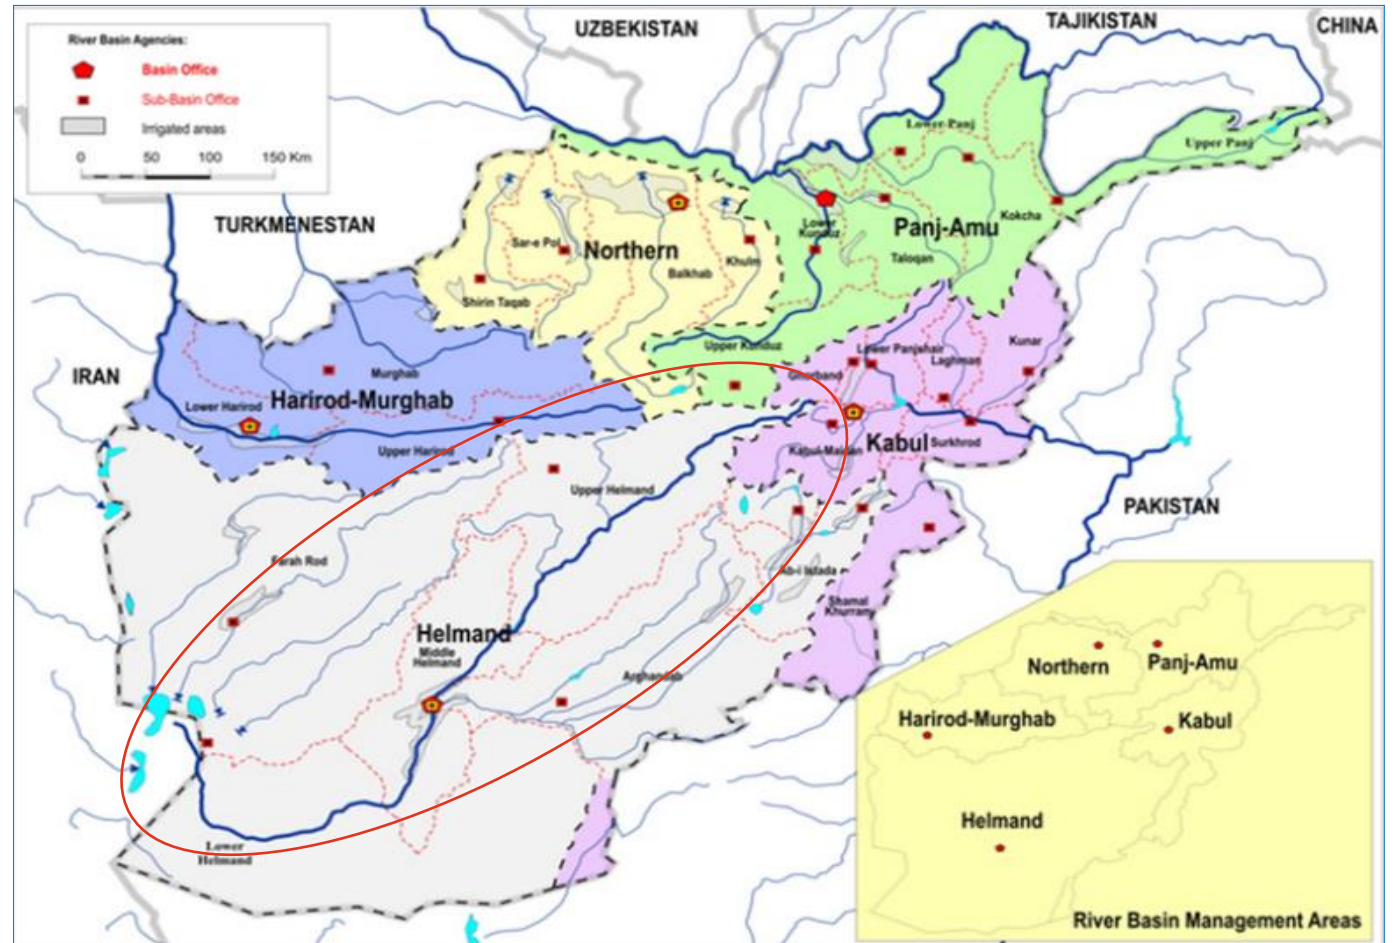 River Basin Agencies:
Basin Office
Sub-Basin Office
Irrigated areas
0 50 100 150 Km
UZBEKISTAN
TAJIKISTAN
CHINA
TURKMENESTAN
IRAN
PAKISTAN
Lower-Panj
Upper Panj
Kokcha
Panj-Amu
Lower
Kunduz
Taloqan
Northern
Sar-e Pol
Balkhab
Khulm
Shirin Taqab
Upper Kunduz
Murghab
Harirod-Murghab
Lower Harirod
Upper Harirod
Ghorband
Lower Panjshair
Laghman
Kunar
Kabul
Surkhrod
Kabul-Maidan
Upper Helmand
Farah Rod
Helmand
Middle
Helmand
Ab-i Istada
Shamal
Khurram
Arghandab
Lower
Helmand
Northern
Panj-Amu
Harirod-Murghab
Kabul
Helmand
River Basin Management Areas